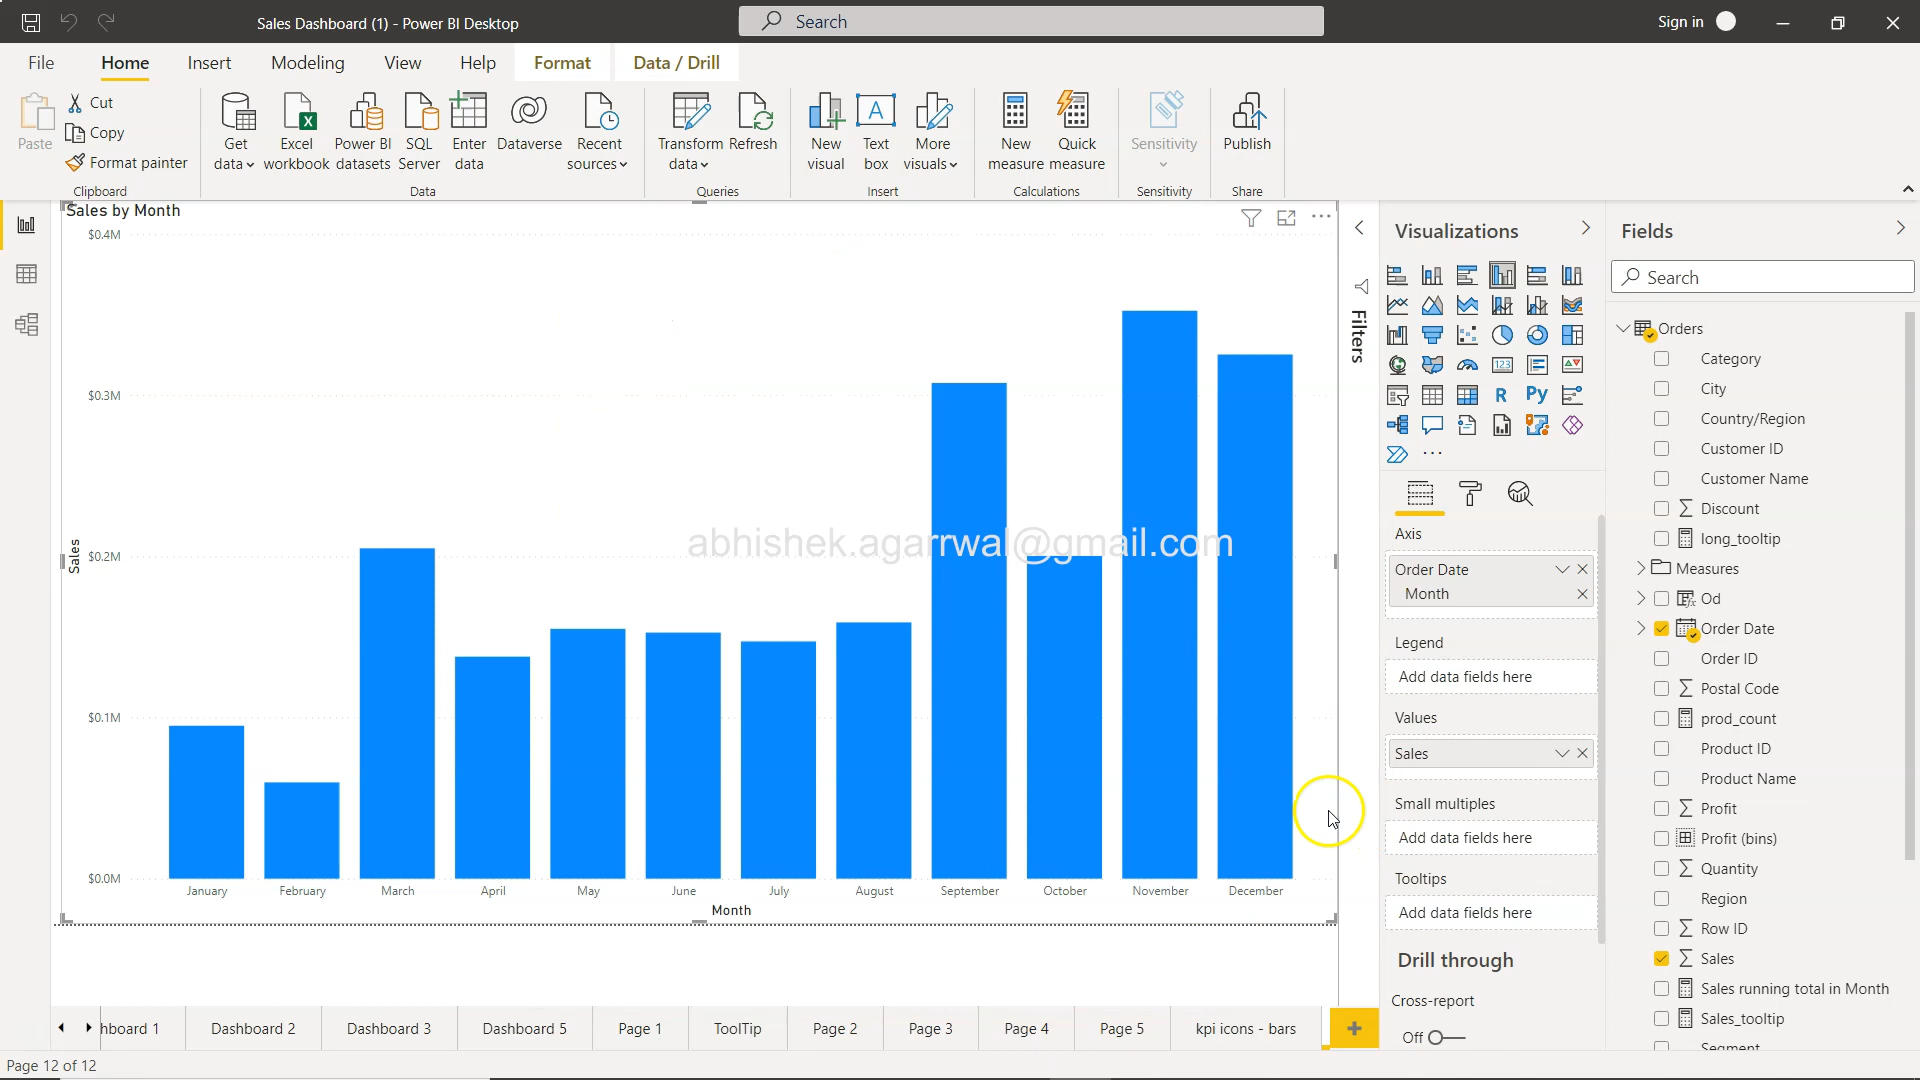 Sales Dashboard (1) - Power BI Desktop
Search
Sign in
File
Home
Insert
Modeling
View
Help
Format
Data / Drill
Paste
Cut
Copy
Format painter
Clipboard
Get data
Excel workbook
Power BI datasets
SQL Server
Enter data
Dataverse
Recent sources
Data
Transform data
Refresh
Queries
New visual
Text box
More visuals
Insert
New measure
Quick measure
Calculations
Sensitivity
Sensitivity
Publish
Share
Sales by Month
$0.4M
$0.3M
$0.2M
$0.1M
$0.0M
Sales
abhishek.agarrwal@gmail.com
January
February
March
April
May
June
July
August
September
October
November
December
Month
Filters
Visualizations
123
R
Py
Axis
Order Date
Month
Legend
Add data fields here
Values
Sales
Small multiples
Add data fields here
Tooltips
Add data fields here
Drill through
Cross-report
Off
Fields
Search
Orders
Category
City
Country/Region
Customer ID
Customer Name
Discount
long_tooltip
Measures
Od
Order Date
Order ID
Postal Code
prod_count
Product ID
Product Name
Profit
Profit (bins)
Quantity
Region
Row ID
Sales
Sales running total in Month
Sales_tooltip
Segment
hboard 1
Dashboard 2
Dashboard 3
Dashboard 5
Page 1
ToolTip
Page 2
Page 3
Page 4
Page 5
kpi icons - bars
Page 12 of 12